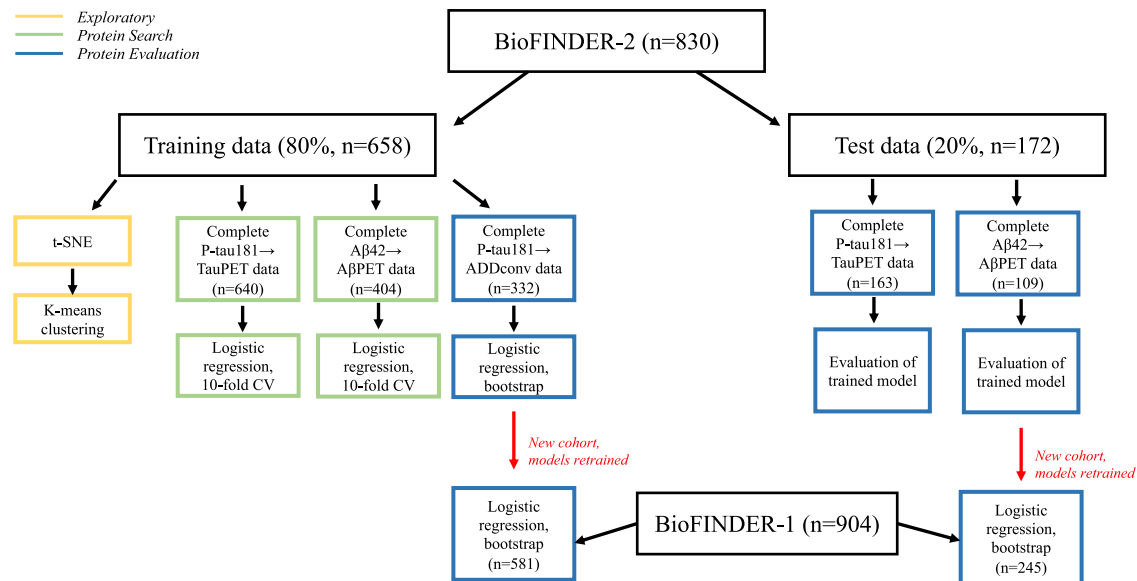 Exploratory
Protein Search
Protein Evaluation
BioFINDER-2 (n=830)
Training data (80%, n=658)
Test data (20%, n=172)
t-SNE
K-means
clustering
Complete
P-tau181→
TauPET data
(n=640)
Logistic
regression,
10-fold CV
Complete
Aβ42→
AβPET data
(n=404)
Logistic
regression,
10-fold CV
Complete
P-tau181→
ADDconv data
(n=332)
Logistic
regression,
bootstrap
New cohort,
models retrained
Logistic
regression,
bootstrap
(n=581)
Complete
P-tau181→
TauPET data
(n=163)
Evaluation of
trained model
Complete
Aβ42→
AβPET data
(n=109)
Evaluation of
trained model
New cohort,
models retrained
BioFINDER-1 (n=904)
Logistic
regression,
bootstrap
(n=245)